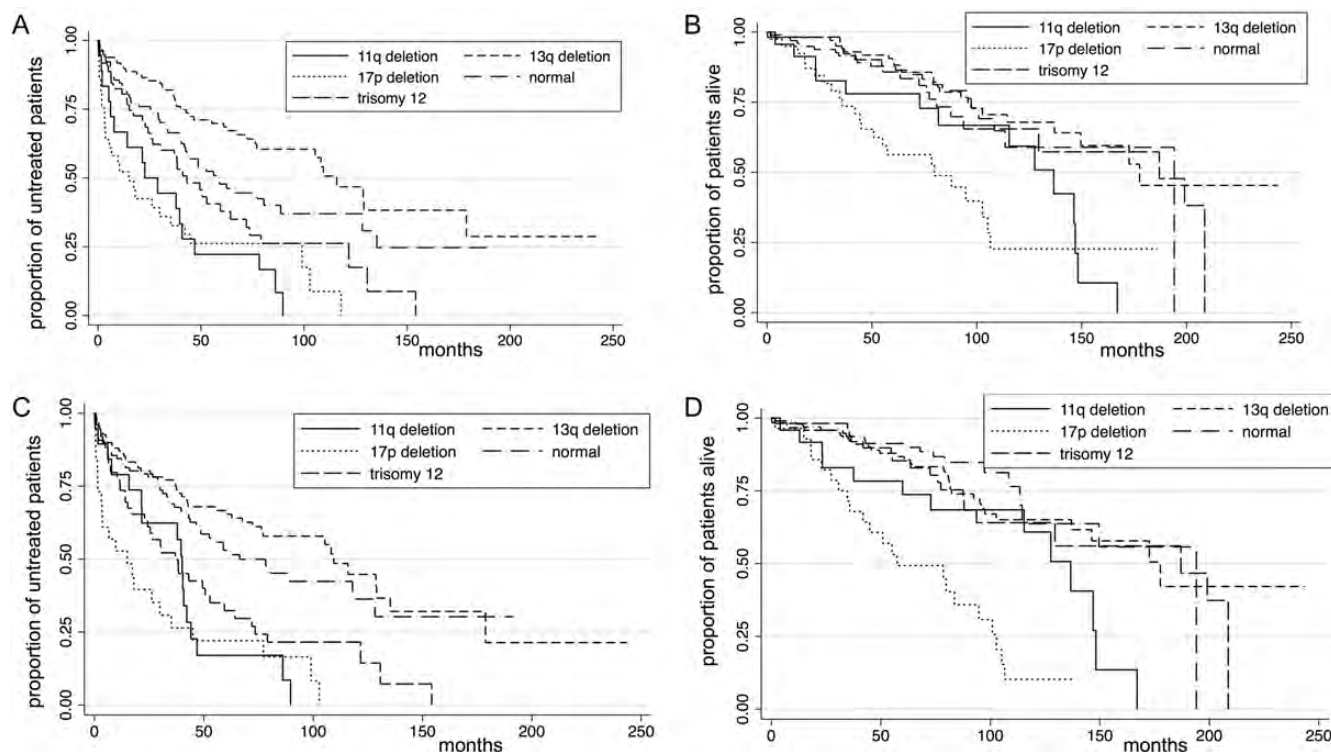 A
proportion of untreated patients
1.00
0.75
0.50
0.25
0.00
11q deletion 13q deletion
17p deletion normal
trisomy 12
0 50 100 150 200 250
months
B
proportion of patients alive
1.00
0.75
0.50
0.25
0.00
11q deletion 13q deletion
17p deletion normal
trisomy 12
0 50 100 150 200 250
months
C
proportion of untreated patients
1.00
0.75
0.50
0.25
0.00
11q deletion 13q deletion
17p deletion normal
trisomy 12
0 50 100 150 200 250
months
D
proportion of patients alive
1.00
0.75
0.50
0.25
0.00
11q deletion 13q deletion
17p deletion normal
trisomy 12
0 50 100 150 200 250
months